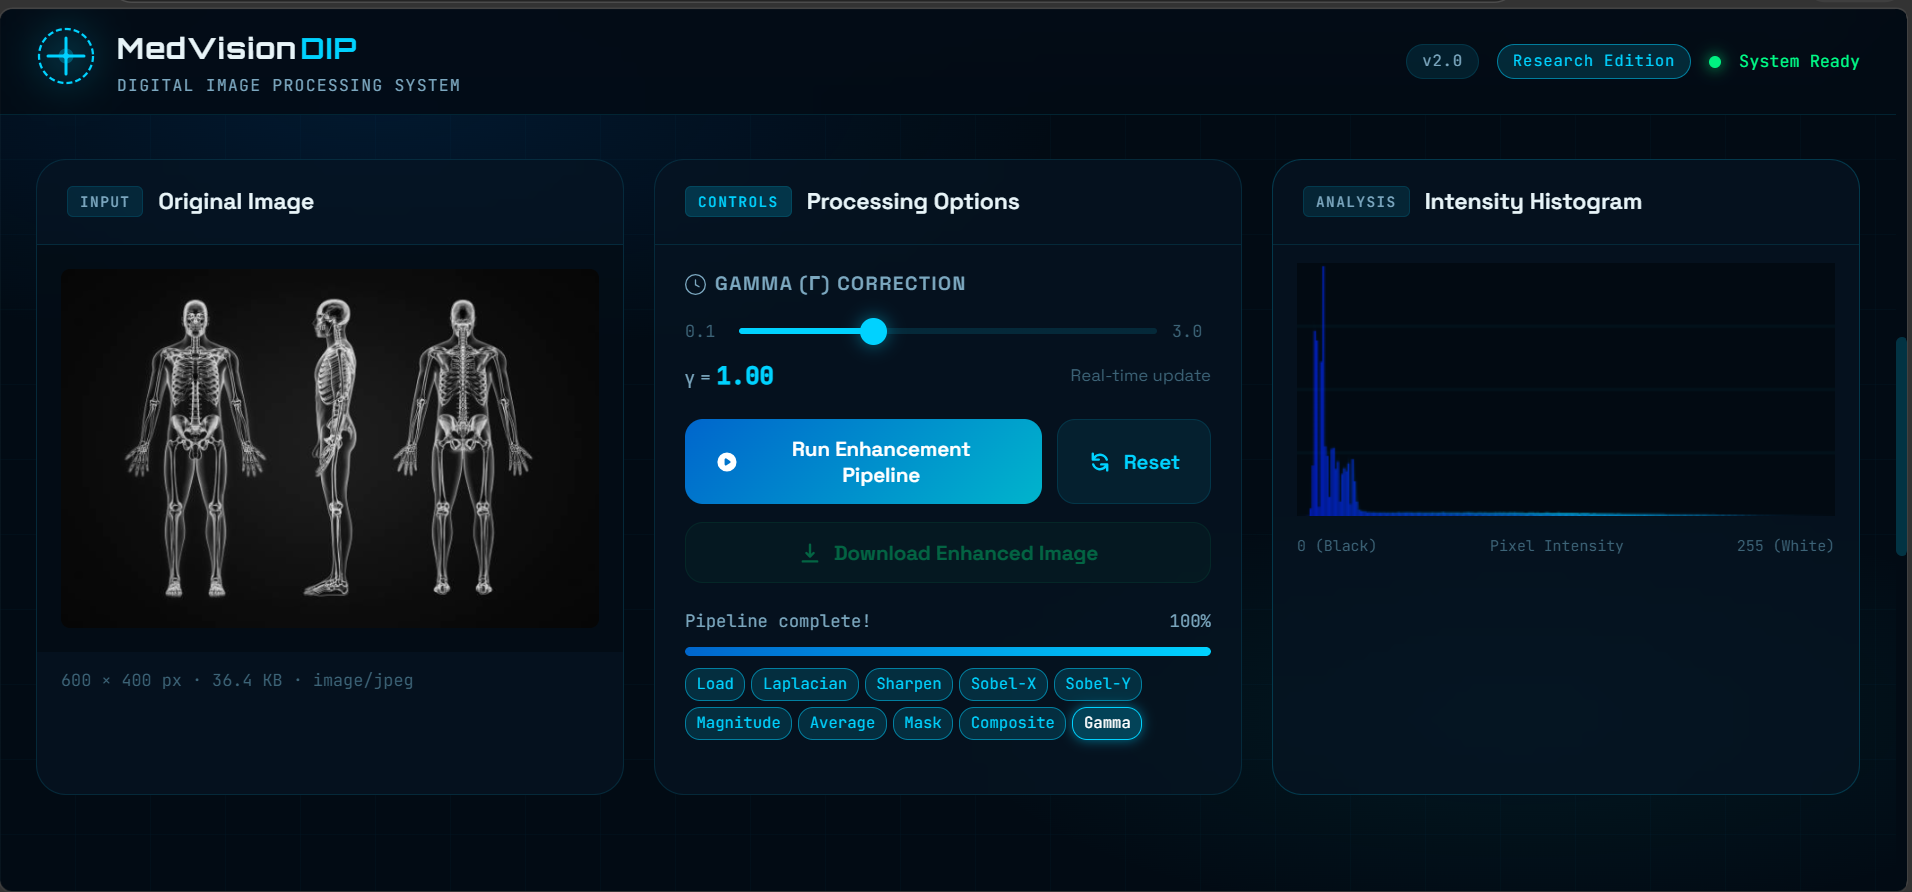 MedVision DIP
DIGITAL IMAGE PROCESSING SYSTEM
v2.0
Research Edition
System Ready
INPUT
Original Image
600 × 400 px · 36.4 KB · image/jpeg
CONTROLS
Processing Options
GAMMA (Γ) CORRECTION
0.1
3.0
γ = 1.00
Real-time update
Run Enhancement
Pipeline
Reset
Download Enhanced Image
Pipeline complete!
100%
Load Laplacian Sharpen Sobel-X Sobel-Y
Magnitude Average Mask Composite Gamma
ANALYSIS
Intensity Histogram
0 (Black) Pixel Intensity 255 (White)